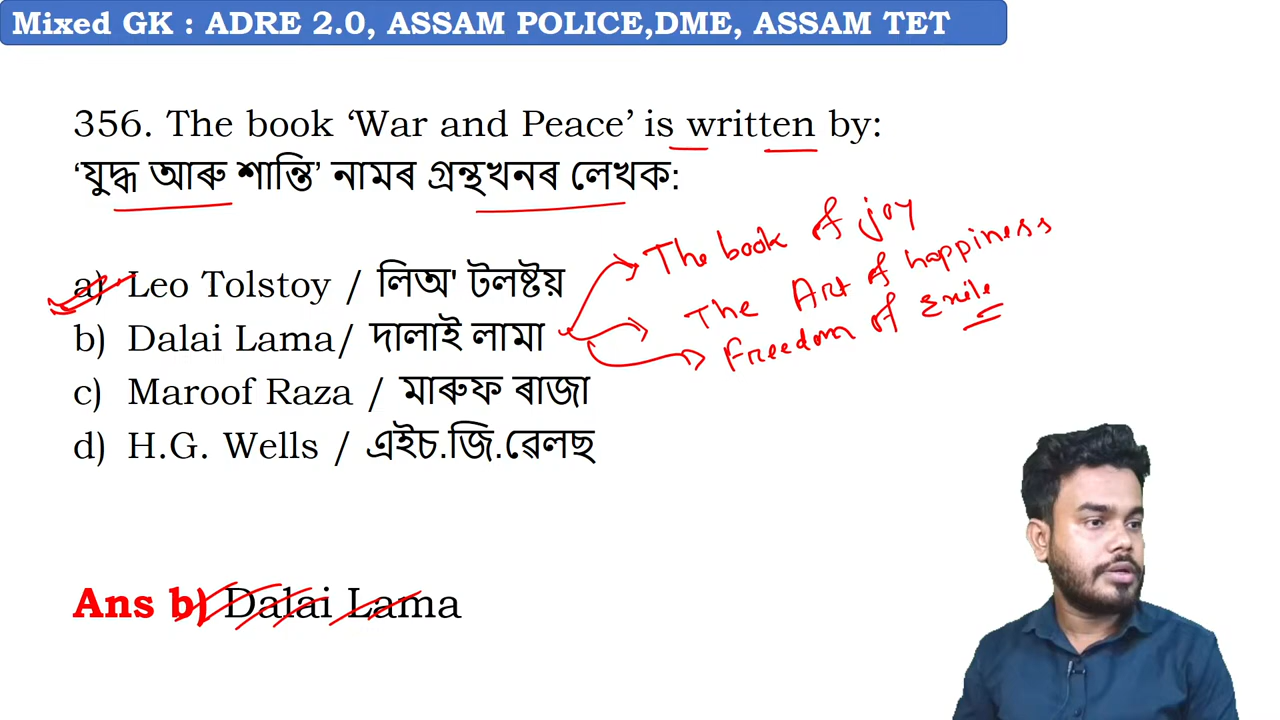 Mixed GK : ADRE 2.0, ASSAM POLICE,DME, ASSAM TET
356. The book ‘War and Peace’ is written by:
‘যুদ্ধ আৰু শান্তি’ নামৰ গ্ৰন্থখনৰ লেখক:
a) Leo Tolstoy / লিঅ' টলষ্টয়
b) Dalai Lama/ দালাই লামা
c) Maroof Raza / মাৰুফ ৰাজা
d) H.G. Wells / এইচ.জি.ৱেলছ
The book of joy
The Art of happiness
Freedom of Exile
Ans b) Dalai Lama